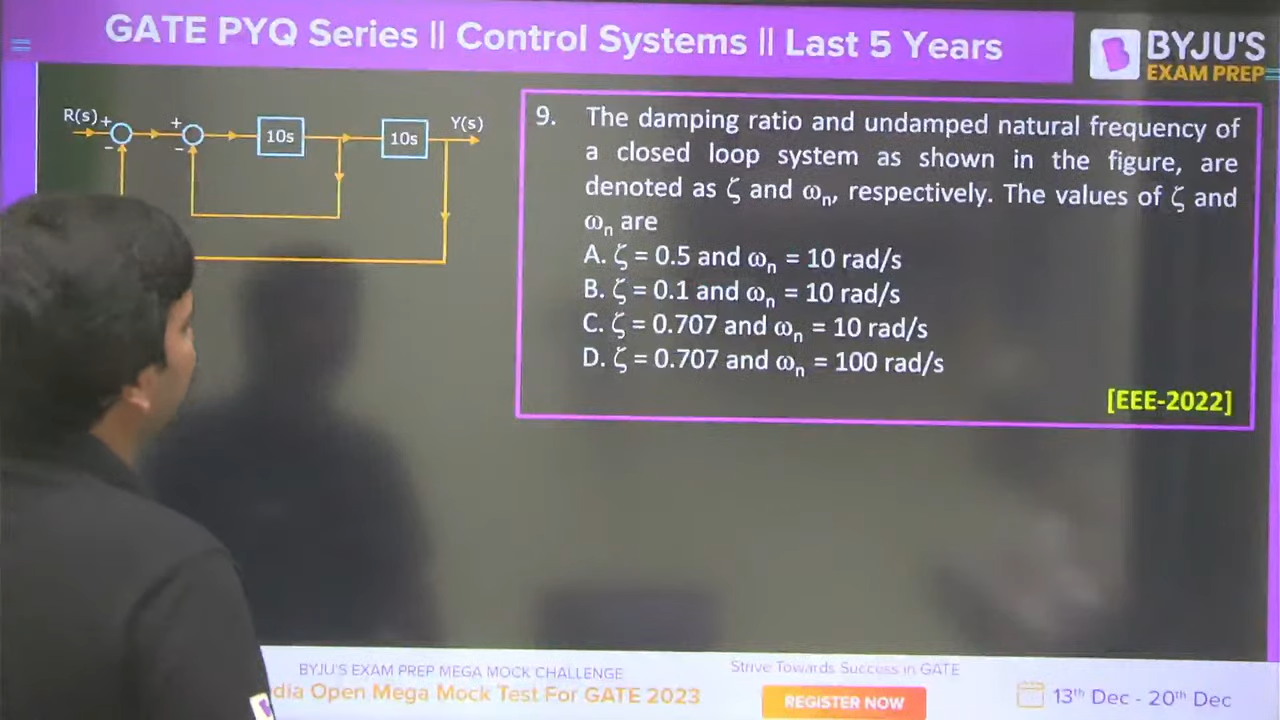 GATE PYQ Series || Control Systems || Last 5 Years
BYJU'S
EXAM PREP
R(s)
+
−
+
−
10s
10s
Y(s)
9. The damping ratio and undamped natural frequency of
a closed loop system as shown in the figure, are
denoted as ζ and ωn, respectively. The values of ζ and
ωn are
A. ζ = 0.5 and ωn = 10 rad/s
B. ζ = 0.1 and ωn = 10 rad/s
C. ζ = 0.707 and ωn = 10 rad/s
D. ζ = 0.707 and ωn = 100 rad/s
[EEE-2022]
BYJU'S EXAM PREP MEGA MOCK CHALLENGE
dia Open Mega Mock Test For GATE 2023
Strive Towards Success in GATE
REGISTER NOW
13th Dec - 20th Dec